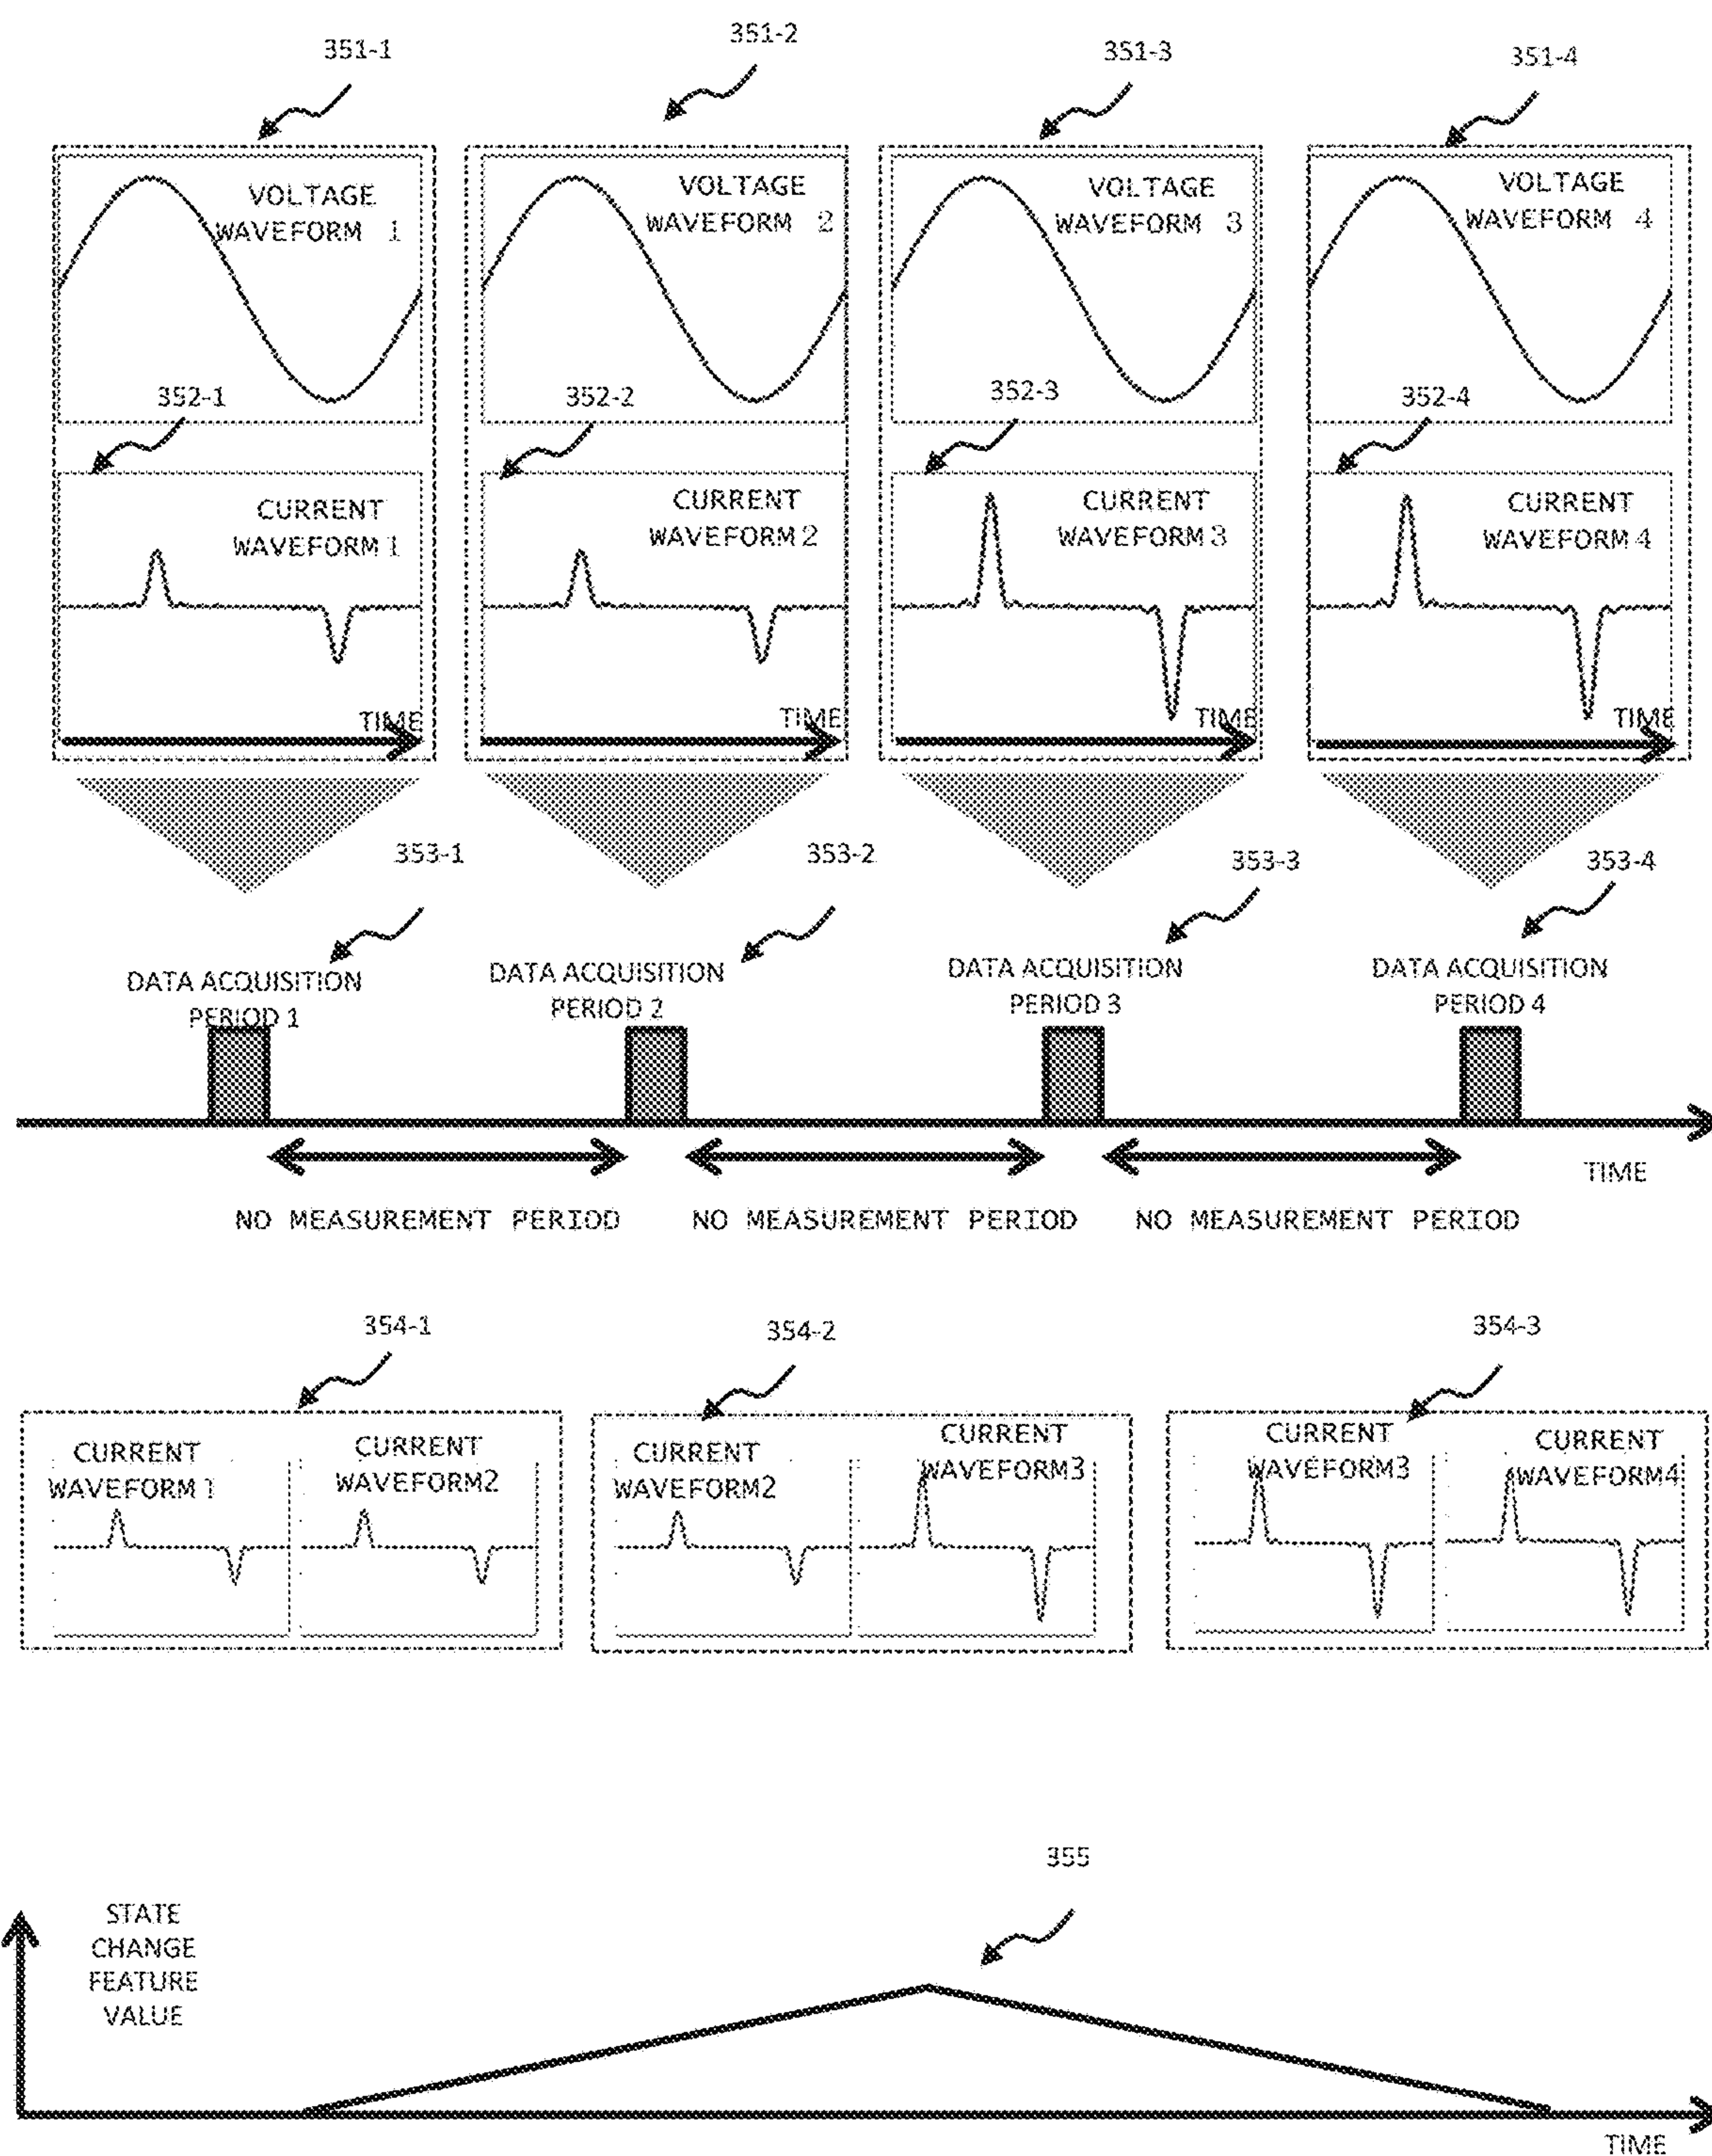 351-1
351-2
351-3
351-4
VOLTAGE
WAVEFORM 1
VOLTAGE
WAVEFORM 2
VOLTAGE
WAVEFORM 3
VOLTAGE
WAVEFORM 4
352-1
352-2
352-3
352-4
CURRENT
WAVEFORM 1
CURRENT
WAVEFORM 2
CURRENT
WAVEFORM 3
CURRENT
WAVEFORM 4
TIME
TIME
TIME
TIME
353-1
353-2
353-3
353-4
DATA ACQUISITION
PERIOD 1
DATA ACQUISITION
PERIOD 2
DATA ACQUISITION
PERIOD 3
DATA ACQUISITION
PERIOD 4
TIME
NO MEASUREMENT PERIOD
NO MEASUREMENT PERIOD
NO MEASUREMENT PERIOD
354-1
354-2
354-3
CURRENT
WAVEFORM 1
CURRENT
WAVEFORM2
CURRENT
WAVEFORM2
CURRENT
WAVEFORM3
CURRENT
WAVEFORM3
CURRENT
WAVEFORM4
355
STATE
CHANGE
FEATURE
VALUE
TIME